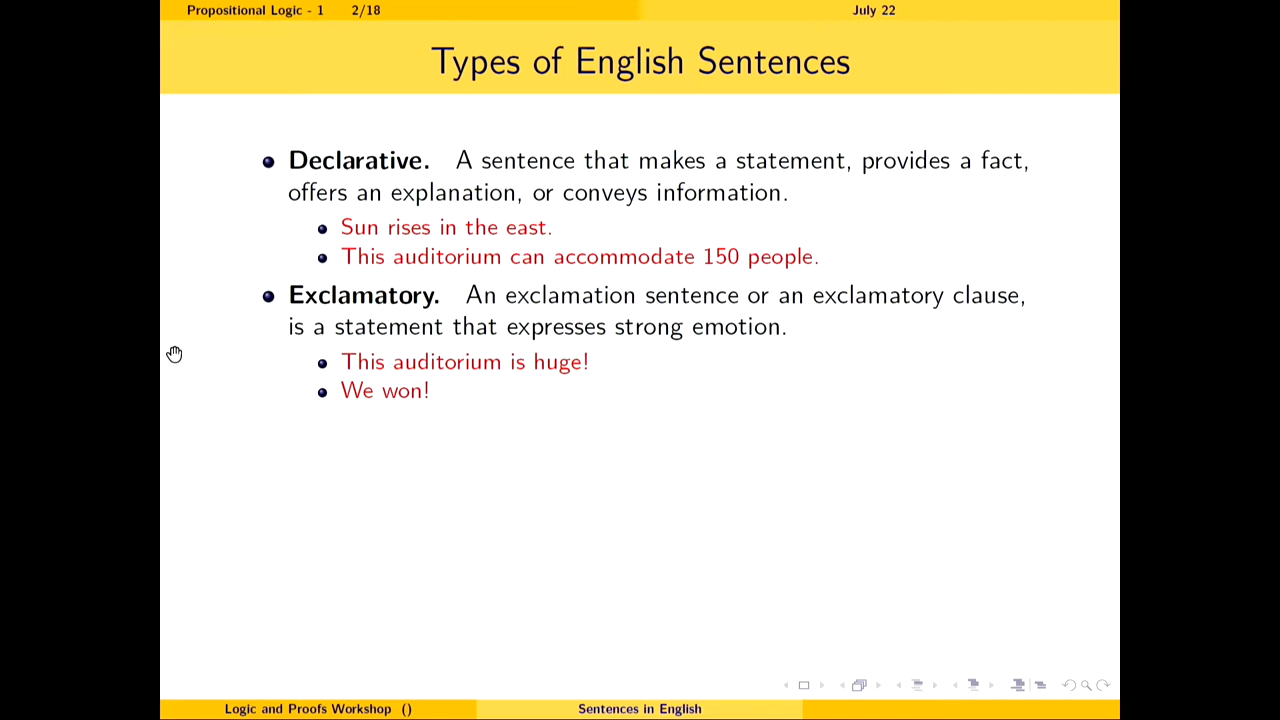 Propositional Logic - 1 2/18 July 22
Types of English Sentences
Declarative. A sentence that makes a statement, provides a fact,
offers an explanation, or conveys information.
Sun rises in the east.
This auditorium can accommodate 150 people.
Exclamatory. An exclamation sentence or an exclamatory clause,
is a statement that expresses strong emotion.
This auditorium is huge!
We won!
Logic and Proofs Workshop () Sentences in English